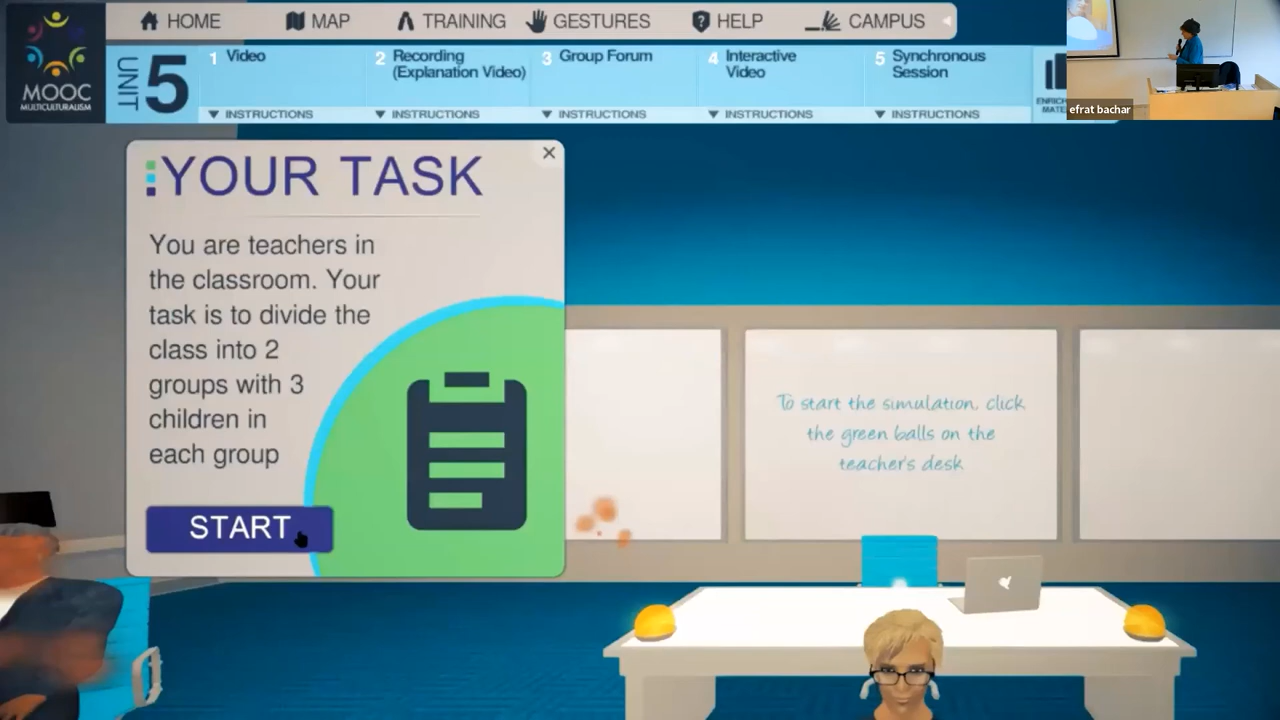 HOME
MAP
TRAINING
GESTURES
HELP
CAMPUS
MOOC
MULTICULTURALISM
UNIT
5
1 Video
2 Recording
(Explanation Video)
3 Group Forum
4 Interactive
Video
5 Synchronous
Session
INSTRUCTIONS
INSTRUCTIONS
INSTRUCTIONS
INSTRUCTIONS
INSTRUCTIONS
efrat bachar
YOUR TASK
You are teachers in
the classroom. Your
task is to divide the
class into 2
groups with 3
children in
each group
START
To start the simulation, click
the green balls on the
teacher's desk